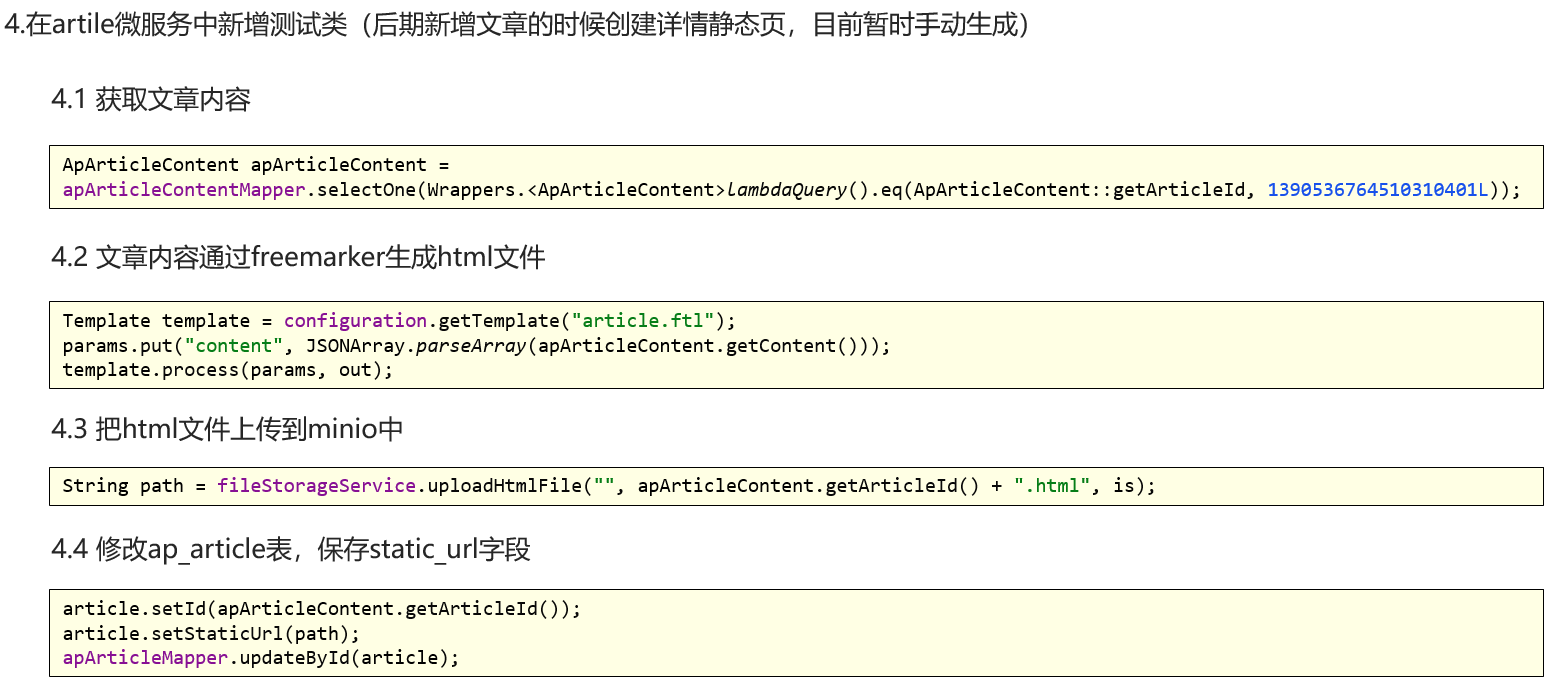 4.在artile微服务中新增测试类（后期新增文章的时候创建详情静态页，目前暂时手动生成）
4.1 获取文章内容
ApArticleContent apArticleContent =
apArticleContentMapper.selectOne(Wrappers.<ApArticleContent>lambdaQuery().eq(ApArticleContent::getArticleId, 1390536764510310401L));
4.2 文章内容通过freemarker生成html文件
Template template = configuration.getTemplate("article.ftl");
params.put("content", JSONArray.parseArray(apArticleContent.getContent()));
template.process(params, out);
4.3 把html文件上传到minio中
String path = fileStorageService.uploadHtmlFile("", apArticleContent.getArticleId() + ".html", is);
4.4 修改ap_article表，保存static_url字段
article.setId(apArticleContent.getArticleId());
article.setStaticUrl(path);
apArticleMapper.updateById(article);